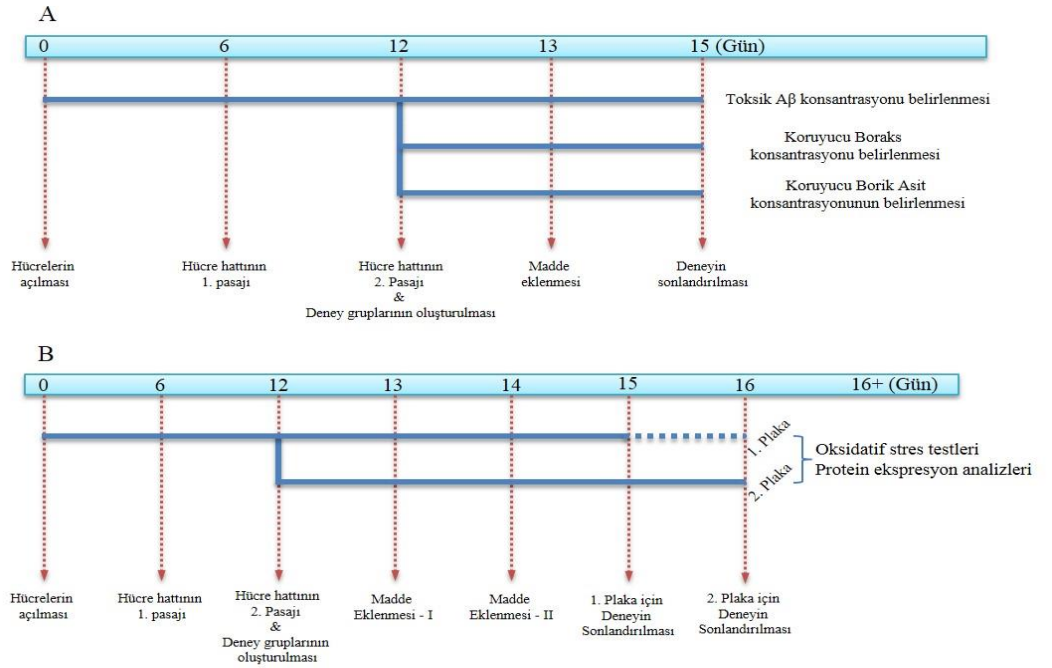 A
0 6 12 13 15 (Gün)
Toksik Aβ konsantrasyonu belirlenmesi
Koruyucu Boraks
konsantrasyonu belirlenmesi
Koruyucu Borik Asit
konsantrasyonunun belirlenmesi
Hücrelerin
açılması
Hücre hattının
1. pasajı
Hücre hattının
2. Pasajı
&
Deney gruplarının oluşturulması
Madde
eklenmesi
Deneyin
sonlandırılması
B
0 6 12 13 14 15 16 16+ (Gün)
1. Plaka
2. Plaka
Oksidatif stres testleri
Protein ekspresyon analizleri
Hücrelerin
açılması
Hücre hattının
1. pasajı
Hücre hattının
2. Pasajı
&
Deney gruplarının
oluşturulması
Madde
Eklenmesi - I
Madde
Eklenmesi - II
1. Plaka için
Deneyin
Sonlandırılması
2. Plaka için
Deneyin
Sonlandırılması